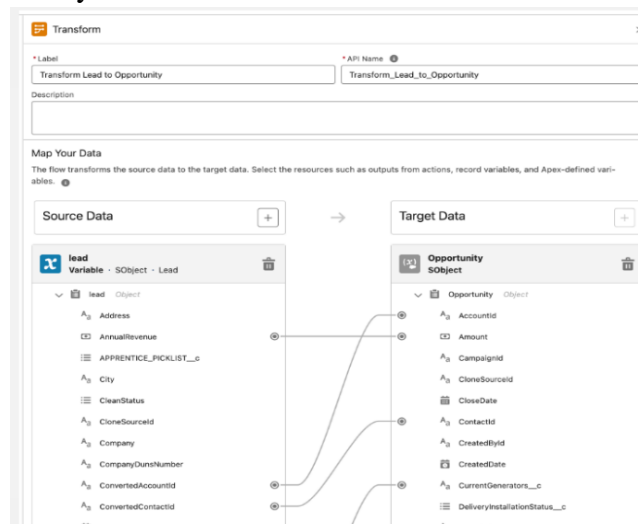 Transform
*Label
*API Name
Transform Lead to Opportunity
Transform_Lead_to_Opportunity
Description
Map Your Data
The flow transforms the source data to the target data. Select the resources such as outputs from actions, record variables, and Apex-defined vari-
ables.
Source Data
Target Data
lead
Variable · SObject · Lead
lead Object
Address
AnnualRevenue
APPRENTICE_PICKLIST__c
City
CleanStatus
CloneSourceId
Company
CompanyDunsNumber
ConvertedAccountId
ConvertedContactId
Opportunity
SObject
Opportunity Object
AccountId
Amount
CampaignId
CloneSourceId
CloseDate
ContactId
CreatedById
CreatedDate
CurrentGenerators__c
DeliveryInstallationStatus__c